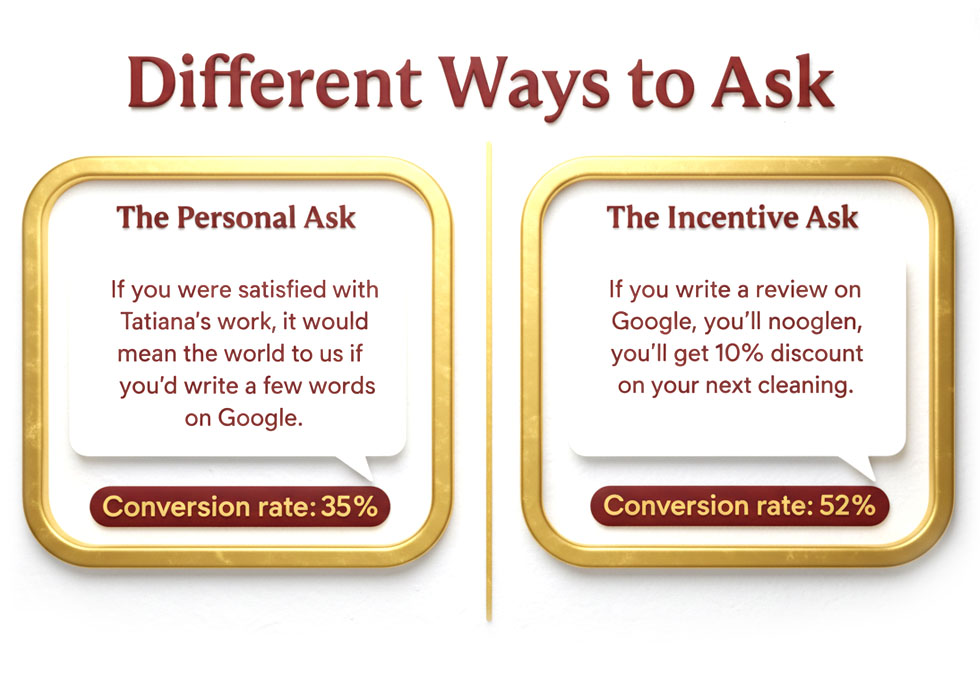 Different Ways to Ask
The Personal Ask
If you were satisfied with
Tatiana's work, it would
mean the world to us if
you'd write a few words
on Google.
Conversion rate: 35%
The Incentive Ask
If you write a review on
Google, you'll nooglen,
you'll get 10% discount
on your next cleaning.
Conversion rate: 52%